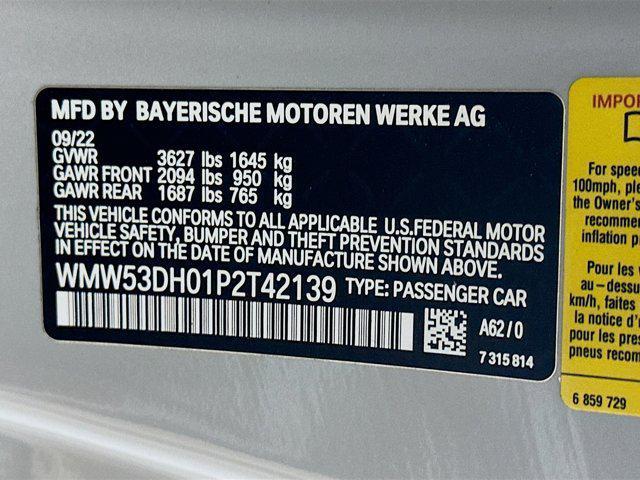 MFD BY BAYERISCHE MOTOREN WERKE AG
09/22
GVWR 3627 lbs 1645 kg
GAWR FRONT 2094 lbs 950 kg
GAWR REAR 1687 lbs 765 kg
THIS VEHICLE CONFORMS TO ALL APPLICABLE U.S.FEDERAL MOTOR
VEHICLE SAFETY, BUMPER AND THEFT PREVENTION STANDARDS
IN EFFECT ON THE DATE OF MANUFACTURE SHOWN ABOVE.
WMW53DH01P2T42139 TYPE: PASSENGER CAR
A62/0
7 315 814
IMPOR
For speed
100mph, ple
the Owner's
recommen
inflation p
Pour les
au-dessu
km/h, faites
la notice d'u
pour les pres
pneus recom
6 859 729